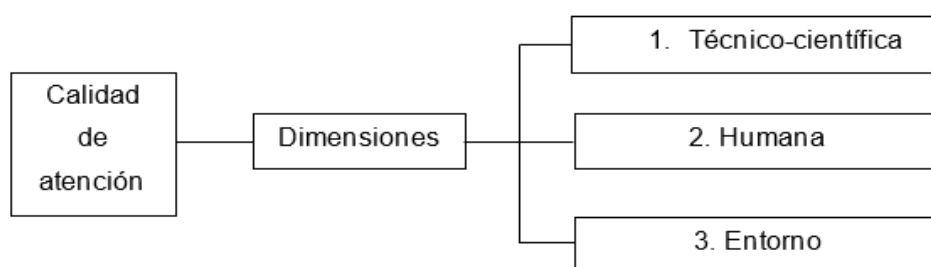 Calidad
de
atención
Dimensiones
1. Técnico-científica
2. Humana
3. Entorno